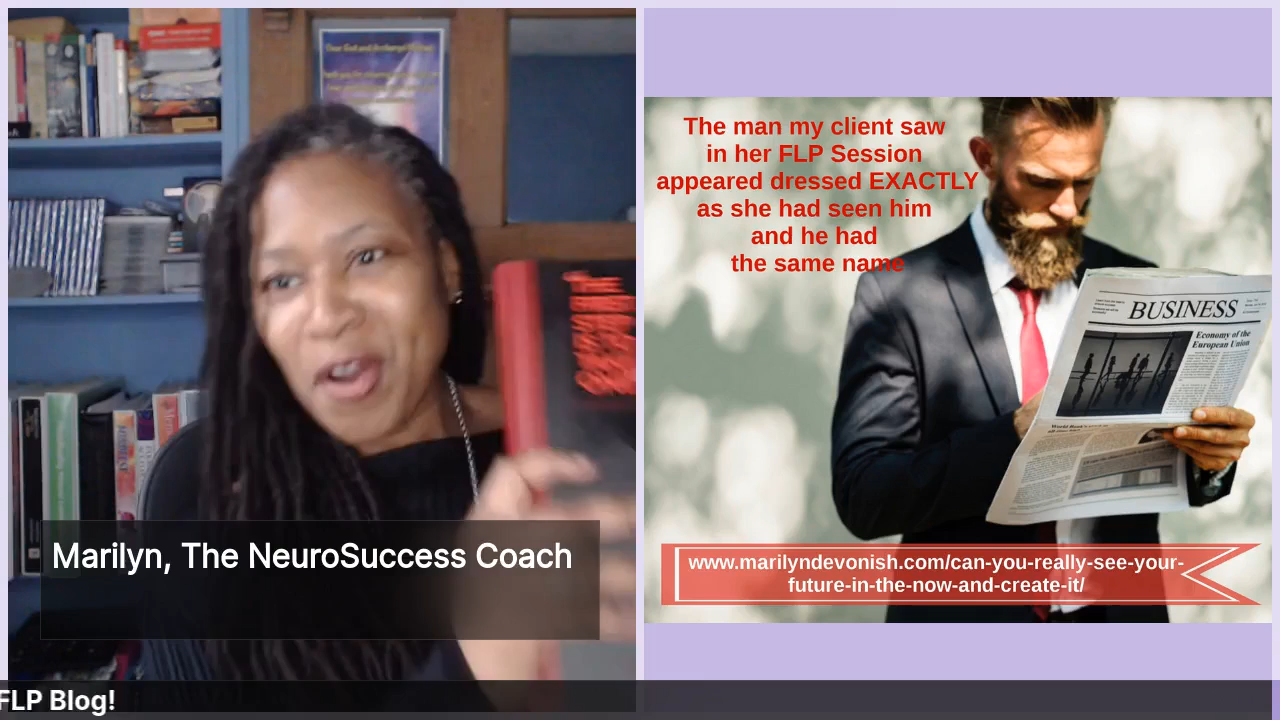 Marilyn, The NeuroSuccess Coach
FLP Blog!
The man my client saw
in her FLP Session
appeared dressed EXACTLY
as she had seen him
and he had
the same name
BUSINESS
Economy of the
European Union
www.marilyndevonish.com/can-you-really-see-your-
future-in-the-now-and-create-it/